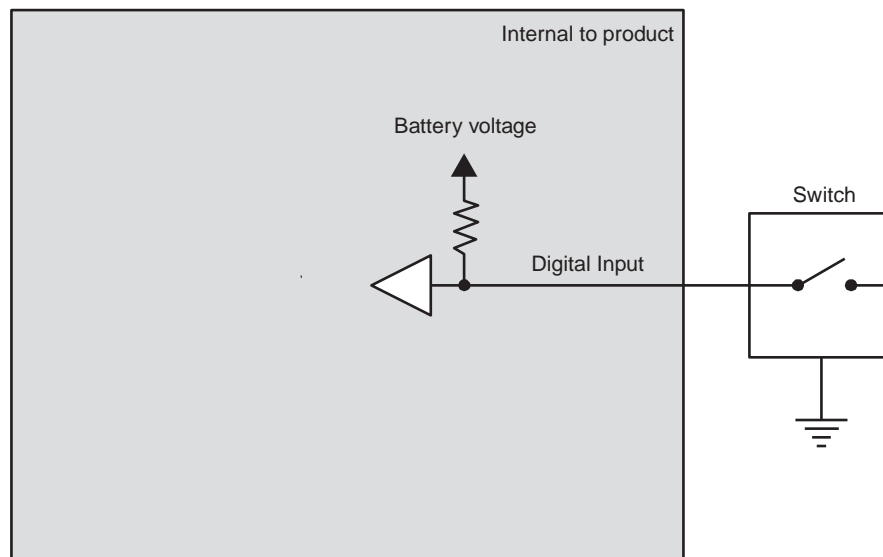 Internal to product
Battery voltage
Switch
Digital Input